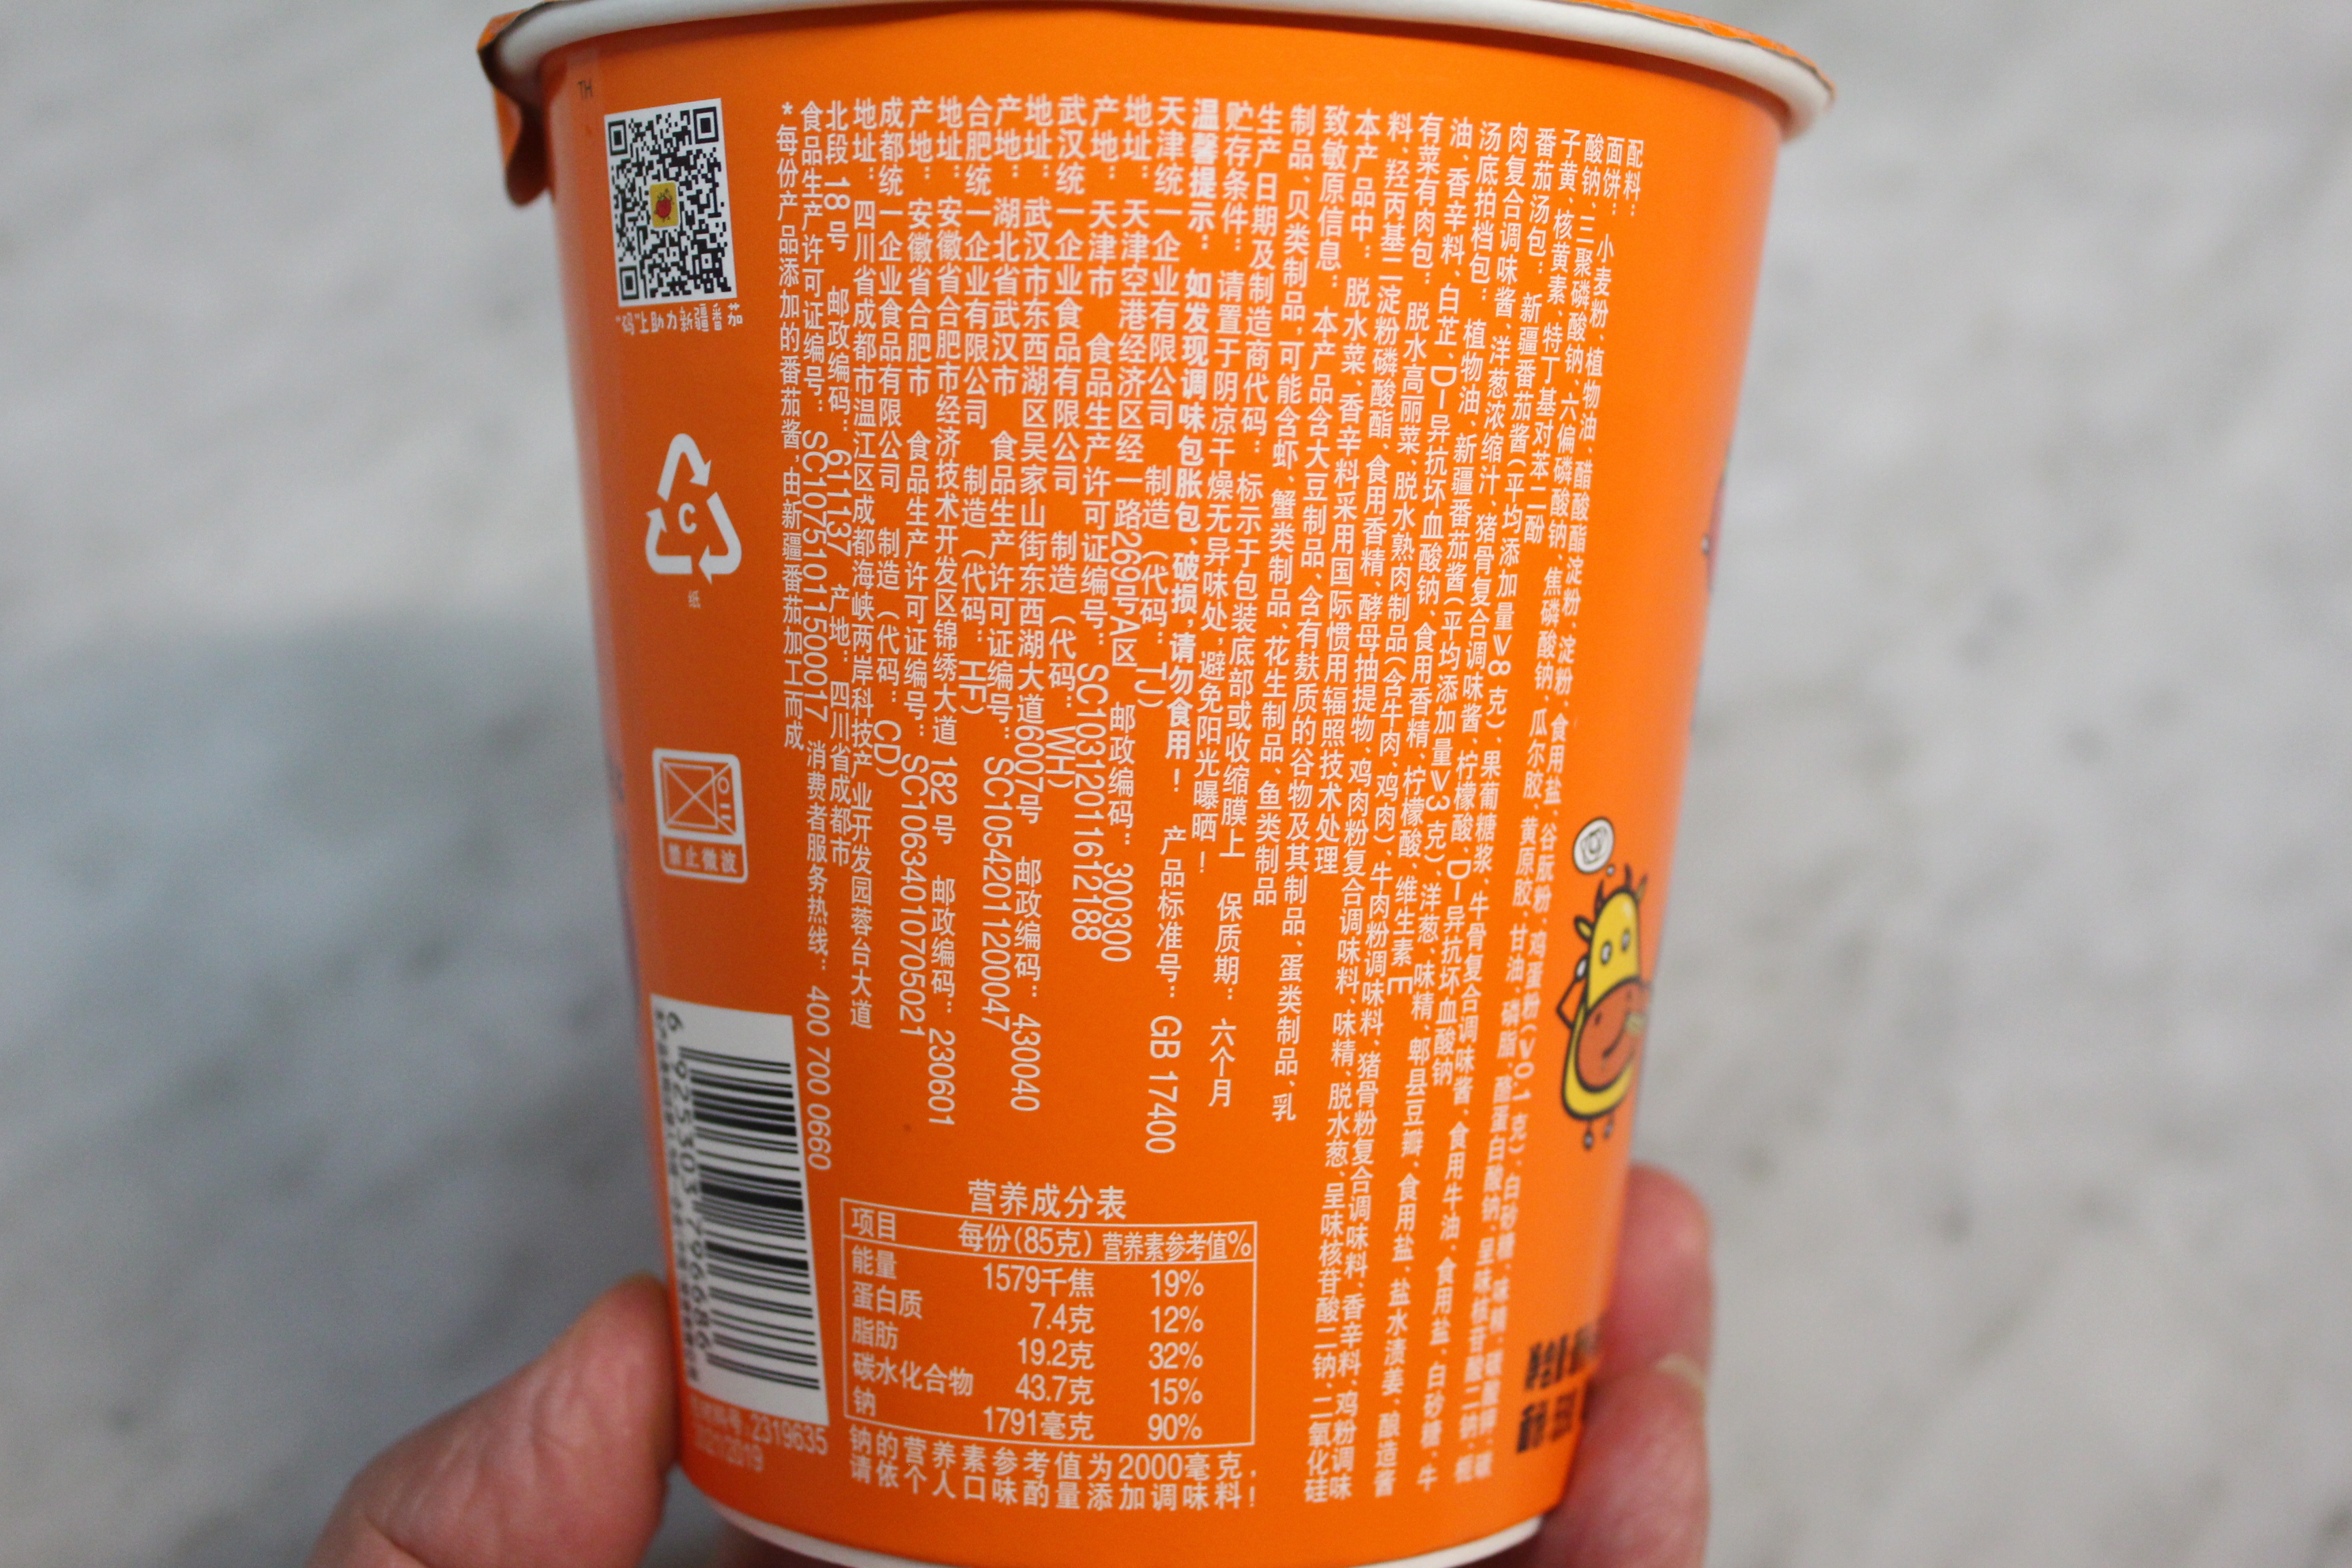 配料:
面饼: 小麦粉、植物油、醋酸酯淀粉、淀粉、食用盐、谷朊粉、鸡蛋粉(≥0.1克)、白砂糖、味精、
酸钠、三聚磷酸钠、六偏磷酸钠、焦磷酸钠、瓜尔胶、黄原胶、甘油、磷脂、酪蛋白酸钠、呈味核苷酸二钠、
子黄、核黄素、特丁基对苯二酚
番茄汤包: 新疆番茄酱(平均添加量≥8克)、果葡糖浆、牛骨复合调味酱、食用牛油、食用盐、白砂糖、牛
肉复合调味酱、洋葱浓缩汁、猪骨复合调味酱、柠檬酸、D-异抗坏血酸钠
汤底拍档包: 植物油、新疆番茄酱(平均添加量≥3克)、洋葱、味精、郫县豆瓣、食用盐、盐水渍姜、酿造酱
油、香辛料、白芷、D-异抗坏血酸钠、食用香精、柠檬酸、维生素E
有菜有肉包: 脱水高丽菜、脱水熟肉制品(含牛肉、鸡肉)、牛肉粉调味料、猪骨粉复合调味料、香辛料、鸡粉调味
料、羟丙基二淀粉磷酸酯、食用香精、酵母抽提物、鸡肉粉复合调味料、味精、脱水葱、呈味核苷酸二钠、二氧化硅
本产品中: 脱水菜、香辛料采用国际惯用辐照技术处理
致敏原信息: 本产品含大豆制品、含有麸质的谷物及其制品、蛋类制品、乳
制品、贝类制品,可能含虾、蟹类制品、花生制品、鱼类制品
生产日期及制造商代码: 标示于包装底部或收缩膜上 保质期: 六个月
贮存条件: 请置于阴凉干燥无异味处,避免阳光曝晒!
温馨提示: 如发现调味包胀包、破损,请勿食用! 产品标准号: GB 17400
天津统一企业有限公司 制造 (代码: TJ)
地址: 天津空港经济区经一路269号A区 邮政编码: 300300
产地: 天津市 食品生产许可证编号: SC10312011612188
武汉统一企业食品有限公司 制造 (代码: WH)
地址: 武汉市东西湖区吴家山街东西湖大道6007号 邮政编码: 430040
产地: 湖北省武汉市 食品生产许可证编号: SC10542011200047
合肥统一企业有限公司 制造 (代码: HF)
地址: 安徽省合肥市经济技术开发区锦绣大道 182 号 邮政编码: 230601
产地: 安徽省合肥市 食品生产许可证编号: SC10634010705021
成都统一企业食品有限公司 制造 (代码: CD)
地址: 四川省成都市温江区成都海峡两岸科技产业开发园蓉台大道
北段 18 号 邮政编码: 611137 产地: 四川省成都市
食品生产许可证编号: SC10751011500017 消费者服务热线: 400 700 0660
*每份产品添加的番茄酱,由新疆番茄加工而成
TH
"码"上助力新疆番茄
C
纸
禁止微波
6 925303 796686
2319635
营养成分表
项目 每份(85克) 营养素参考值%
能量 1579千焦 19%
蛋白质 7.4克 12%
脂肪 19.2克 32%
碳水化合物 43.7克 15%
钠 1791毫克 90%
钠的营养素参考值为2000毫克,
请依个人口味酌量添加调味料!